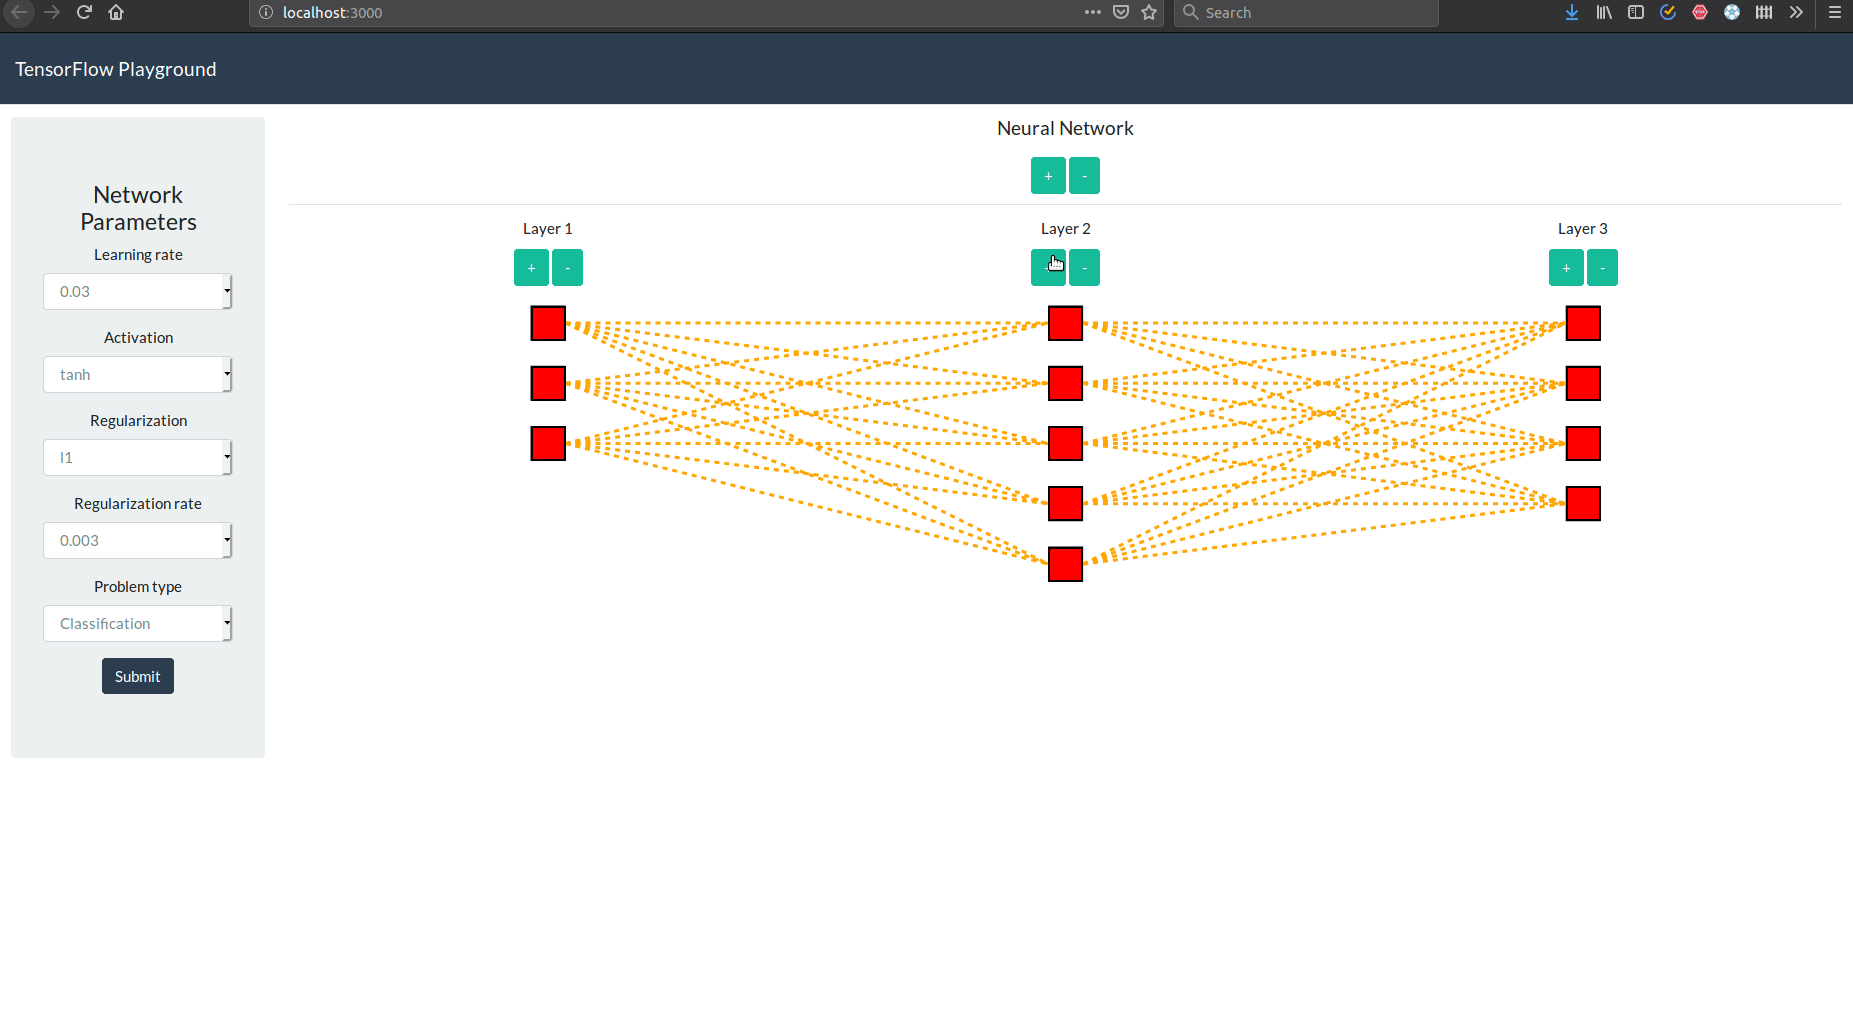 localhost:3000
Search
TensorFlow Playground
Network
Parameters
Learning rate
0.03
Activation
tanh
Regularization
l1
Regularization rate
0.003
Problem type
Classification
Submit
Neural Network
+ -
Layer 1 Layer 2 Layer 3
+ - - + -